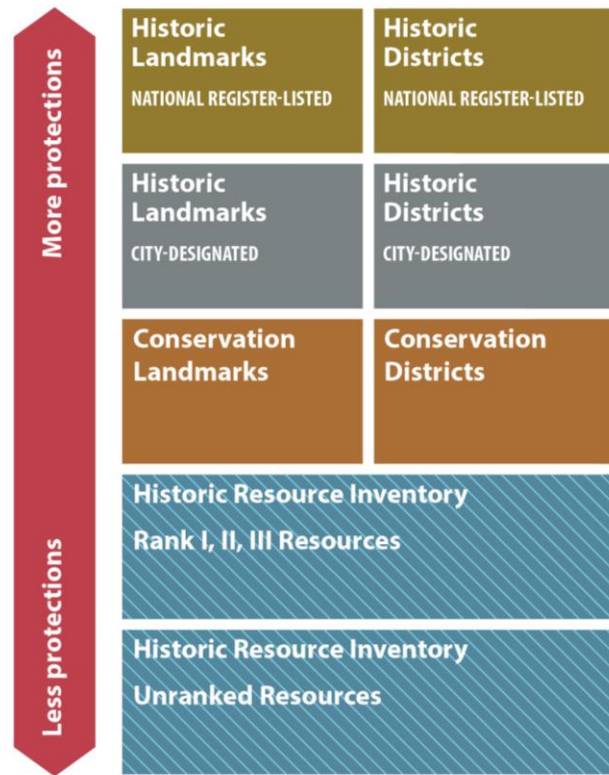 More protections
Less protections
Historic
Landmarks
NATIONAL REGISTER-LISTED
Historic
Districts
NATIONAL REGISTER-LISTED
Historic
Landmarks
CITY-DESIGNATED
Historic
Districts
CITY-DESIGNATED
Conservation
Landmarks
Conservation
Districts
Historic Resource Inventory
Rank I, II, III Resources
Historic Resource Inventory
Unranked Resources